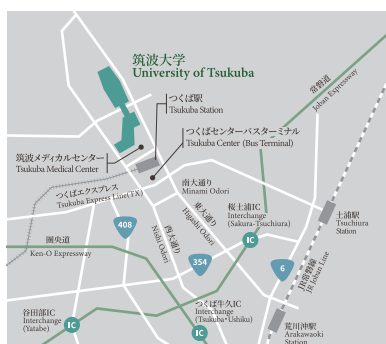 筑波大学
University of Tsukuba
常磐道
Joban Expressway
つくば駅
Tsukuba Station
つくばセンターバスターミナル
Tsukuba Center (Bus Terminal)
筑波メディカルセンター
Tsukuba Medical Center
つくばエクスプレス
Tsukuba Express Line(TX)
南大通り
Minami Odori
東大通り
Higashi Odori
西大通り
Nishi Odori
桜土浦IC
Interchange
(Sakura-Tsuchiura)
土浦駅
Tsuchiura
Station
408
圏央道
Ken-O Expressway
IC
354
6
JR常磐線
JR Joban Line
谷田部IC
Interchange
(Yatabe)
IC
つくば牛久IC
Interchange
(Tsukuba・Ushiku)
IC
荒川沖駅
Arakawaoki
Station